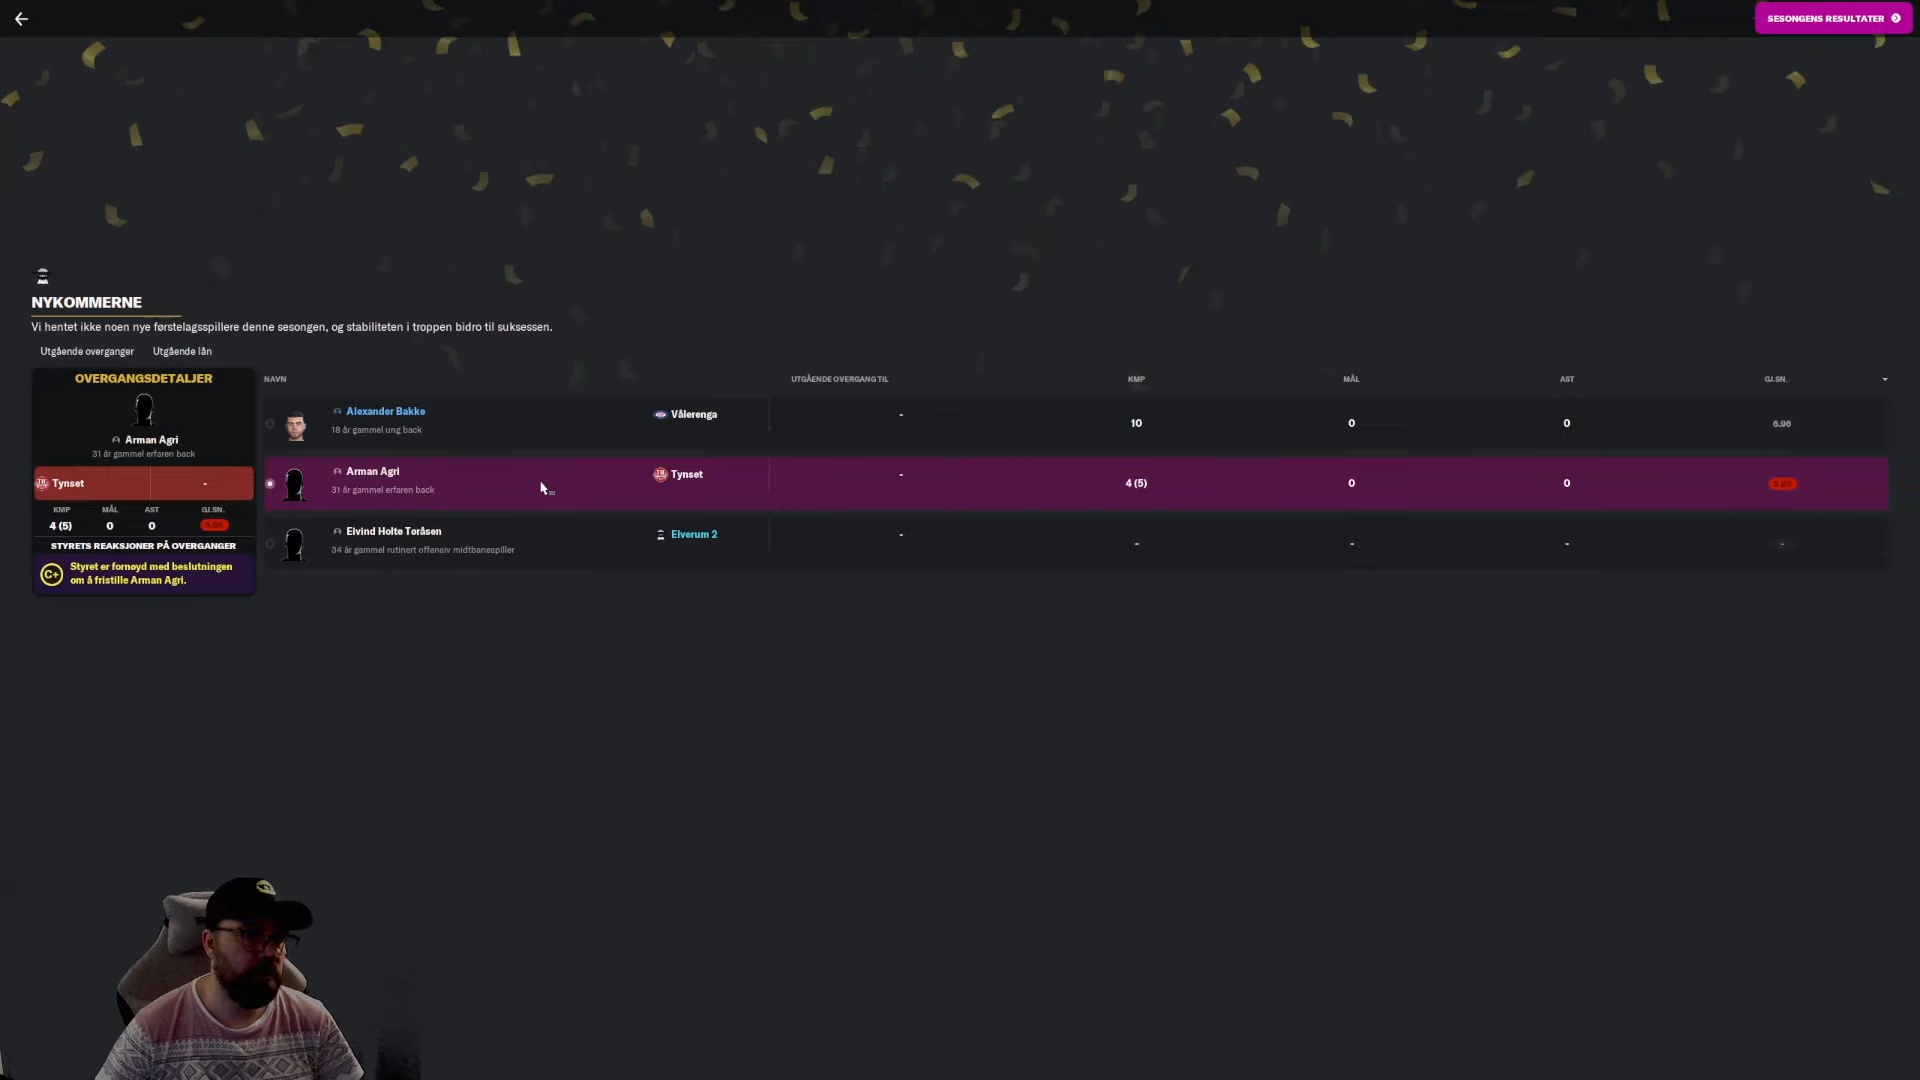 SESONGENS RESULTATER
NYKOMMERNE
Vi hentet ikke noen nye førstelagsspillere denne sesongen, og stabiliteten i troppen bidro til suksessen.
Utgående overganger Utgående lån
OVERGANGSDETALJER
Arman Agri
31 år gammel erfaren back
Tynset -
KMP MÅL AST GJ.SN.
4 (5) 0 0
STYRETS REAKSJONER PÅ OVERGANGER
C+
Styret er fornøyd med beslutningen
om å fristille Arman Agri.
NAVN UTGÅENDE OVERGANG TIL KMP MÅL AST GJ.SN.
Alexander Bakke Vålerenga - 10 0 0 6.96
18 år gammel ung back
Arman Agri Tynset - 4 (5) 0 0
31 år gammel erfaren back
Eivind Holte Tøråsen Elverum 2 - - - - -
34 år gammel rutinert offensiv midtbanespiller